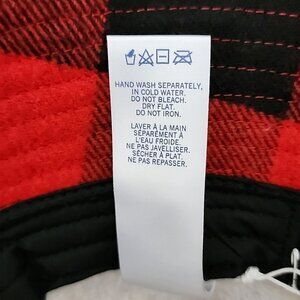 HAND WASH SEPARATELY,
IN COLD WATER.
DO NOT BLEACH.
DRY FLAT.
DO NOT IRON.
LAVER À LA MAIN
SÉPARÉMENT À
L'EAU FROIDE.
NE PAS JAVELLISER.
SÉCHER À PLAT.
NE PAS REPASSER.